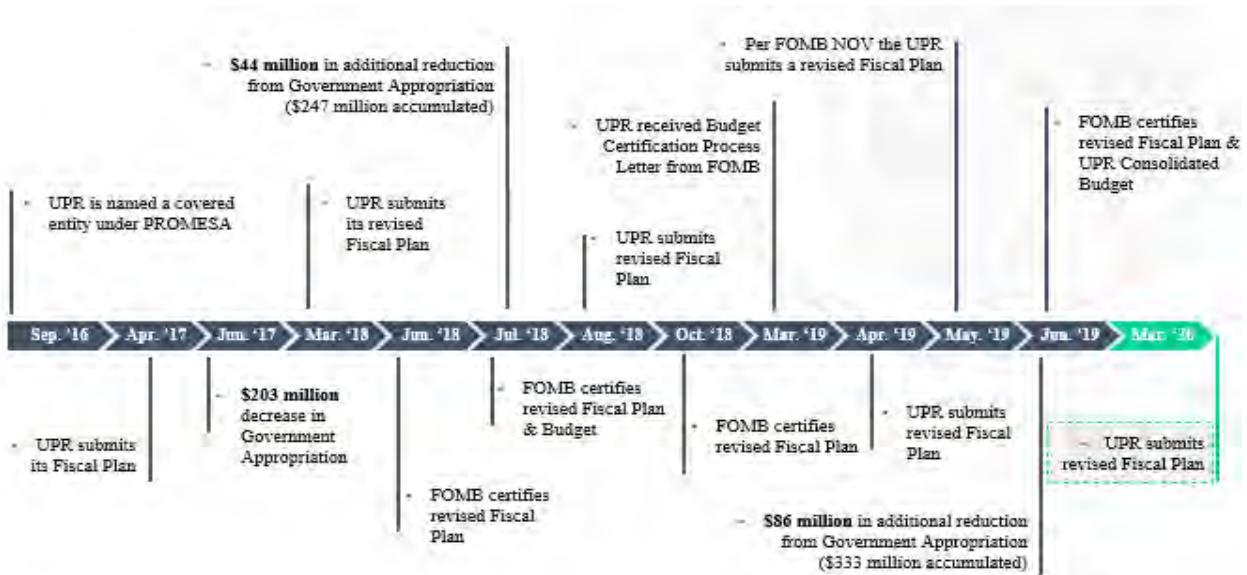 - $44 million in additional reduction
from Government Appropriation
($247 million accumulated)
- Per FOMB NOV the UPR
submits a revised Fiscal Plan
- UPR received Budget
Certification Process
Letter from FOMB
- FOMB certifies
revised Fiscal Plan &
UPR Consolidated
Budget
- UPR is named a covered
entity under PROMESA
- UPR submits
its revised
Fiscal Plan
- UPR submits
revised Fiscal
Plan
Sep. ‘16
Apr. ‘17
Jun. ‘17
Mar. ‘18
Jun. ‘18
Jul. ‘18
Aug. ‘18
Oct. ‘18
Mar. ‘19
Apr. ‘19
May. ‘19
Jun. ‘19
Mar. ‘20
- UPR submits
its Fiscal Plan
- $203 million
decrease in
Government
Appropriation
- FOMB certifies
revised Fiscal
Plan
- FOMB certifies
revised Fiscal Plan
& Budget
- FOMB certifies
revised Fiscal Plan
- UPR submits
revised Fiscal
Plan
- $86 million in additional reduction
from Government Appropriation
($333 million accumulated)
- UPR submits
revised Fiscal Plan